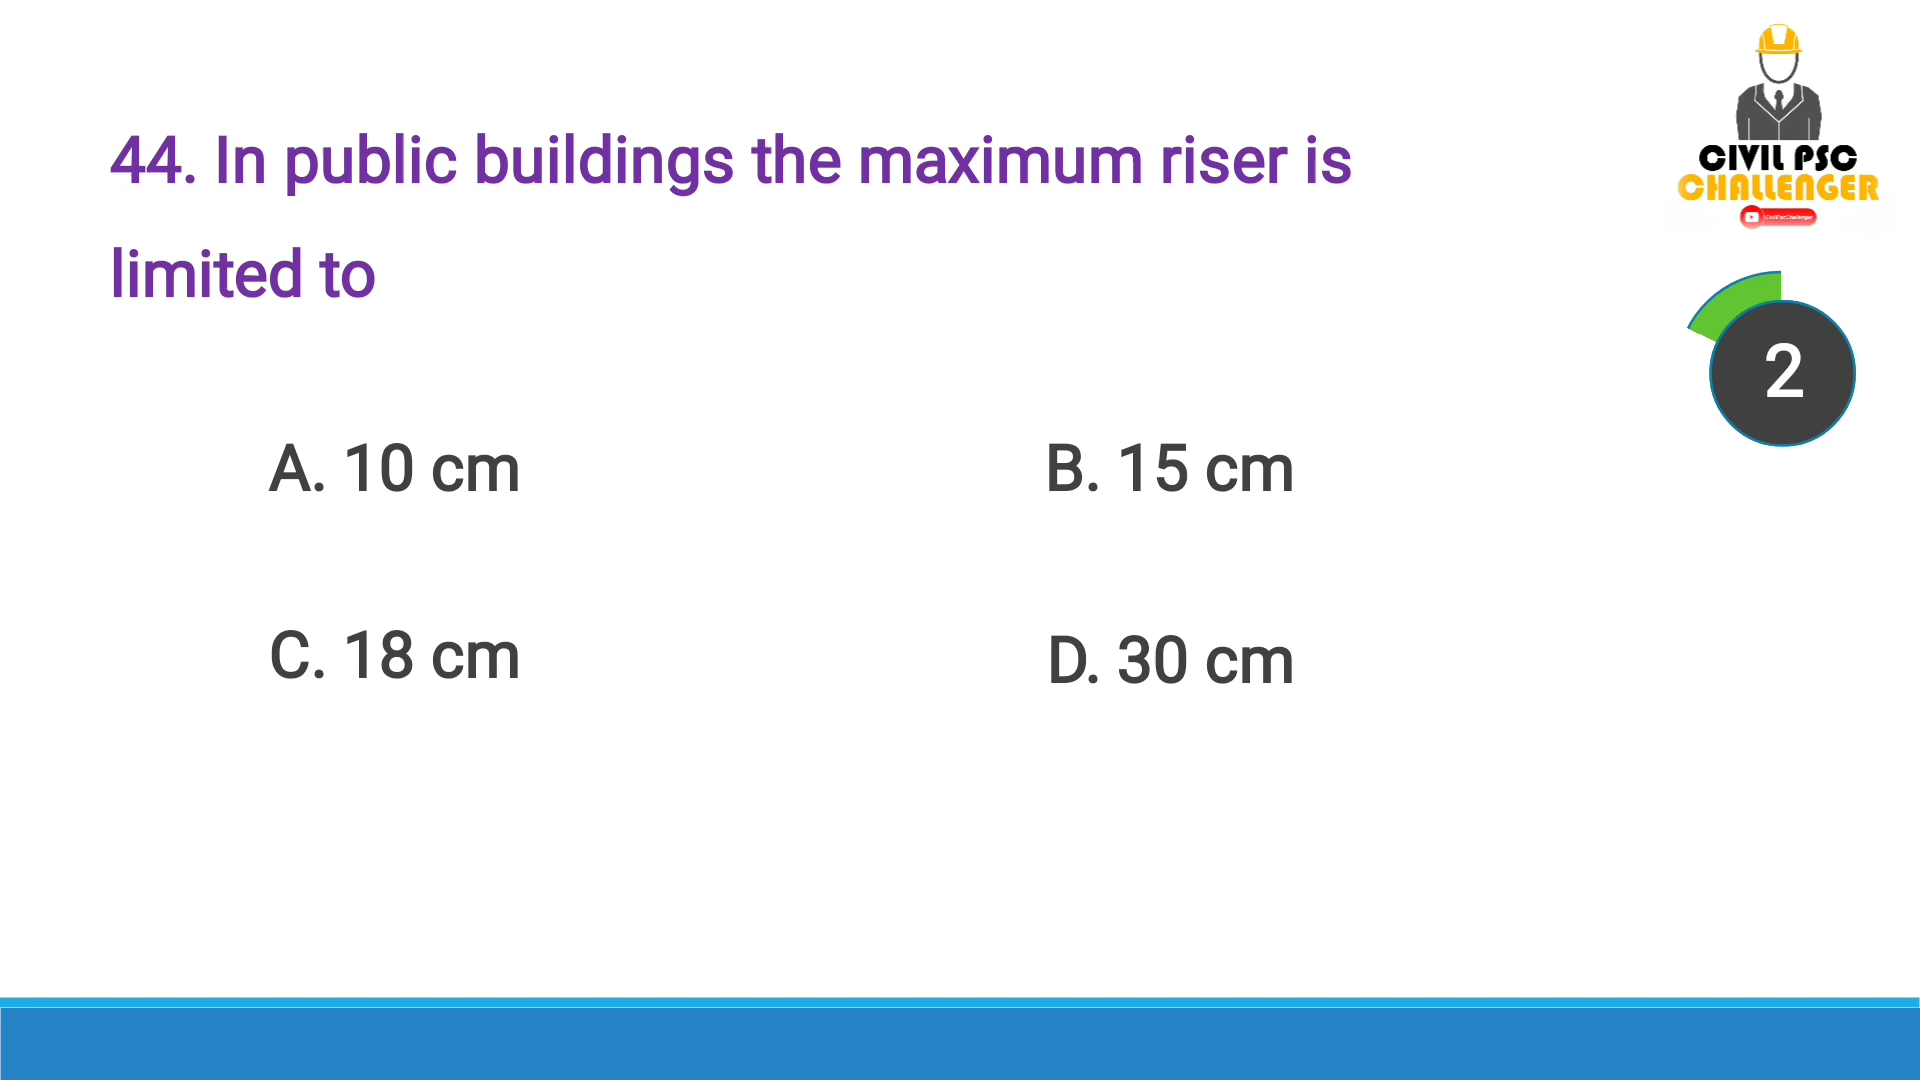 44. In public buildings the maximum riser is
limited to
A. 10 cm
B. 15 cm
C. 18 cm
D. 30 cm
CIVIL PSC
CHALLENGER
2